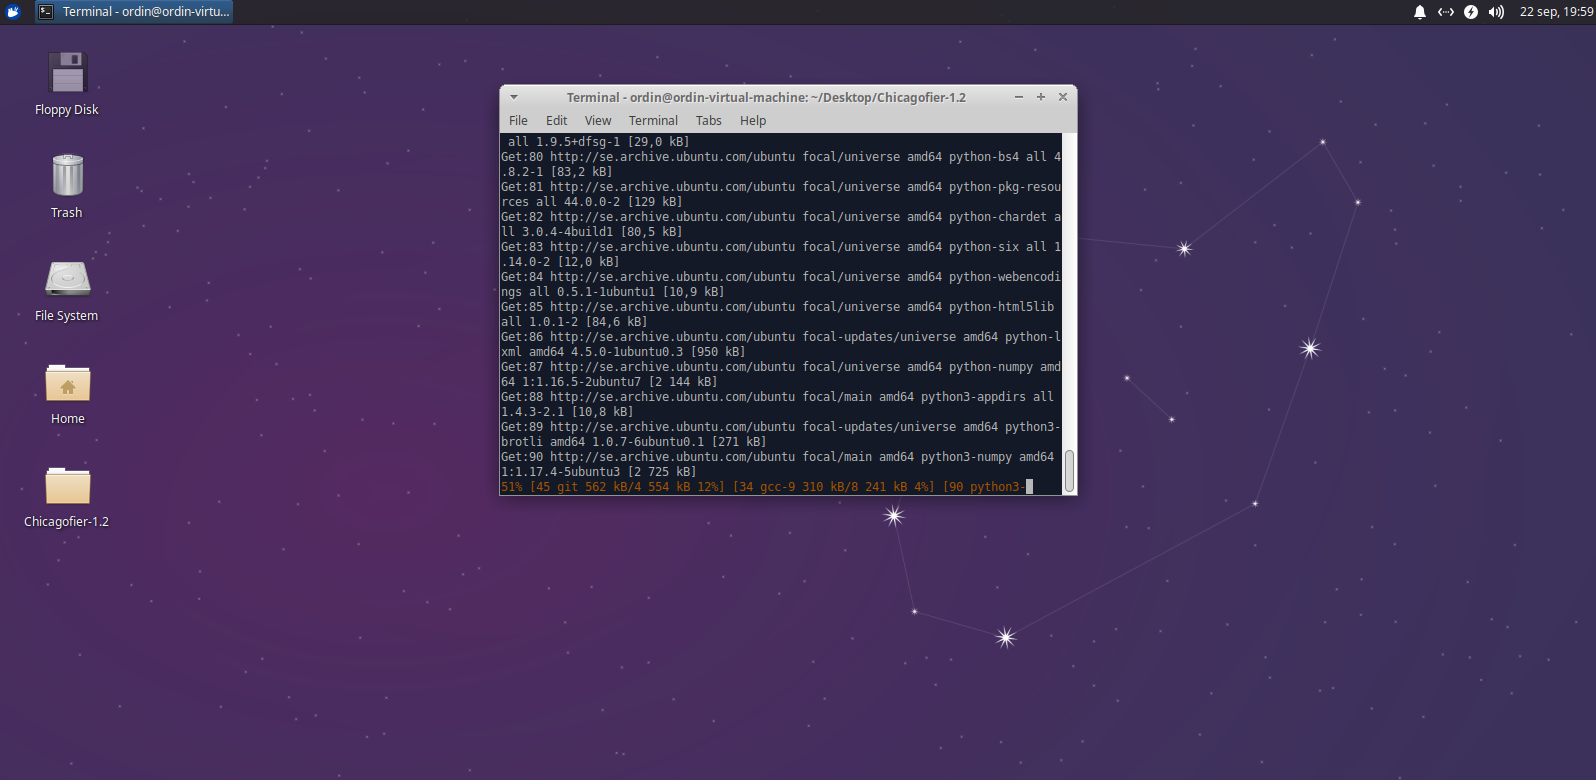 Terminal - ordin@ordin-virtu...
22 sep, 19:59
Floppy Disk
Trash
File System
Home
Chicagofier-1.2
Terminal - ordin@ordin-virtual-machine: ~/Desktop/Chicagofier-1.2
File Edit View Terminal Tabs Help
all 1.9.5+dfsg-1 [29,0 kB]
Get:80 http://se.archive.ubuntu.com/ubuntu focal/universe amd64 python-bs4 all 4
.8.2-1 [83,2 kB]
Get:81 http://se.archive.ubuntu.com/ubuntu focal/universe amd64 python-pkg-resou
rces all 44.0.0-2 [129 kB]
Get:82 http://se.archive.ubuntu.com/ubuntu focal/universe amd64 python-chardet a
ll 3.0.4-4build1 [80,5 kB]
Get:83 http://se.archive.ubuntu.com/ubuntu focal/universe amd64 python-six all 1
.14.0-2 [12,0 kB]
Get:84 http://se.archive.ubuntu.com/ubuntu focal/universe amd64 python-webencodi
ngs all 0.5.1-1ubuntu1 [10,9 kB]
Get:85 http://se.archive.ubuntu.com/ubuntu focal/universe amd64 python-html5lib
all 1.0.1-2 [84,6 kB]
Get:86 http://se.archive.ubuntu.com/ubuntu focal-updates/universe amd64 python-l
xml amd64 4.5.0-1ubuntu0.3 [950 kB]
Get:87 http://se.archive.ubuntu.com/ubuntu focal/universe amd64 python-numpy amd
64 1:1.16.5-2ubuntu7 [2 144 kB]
Get:88 http://se.archive.ubuntu.com/ubuntu focal/main amd64 python3-appdirs all
1.4.3-2.1 [10,8 kB]
Get:89 http://se.archive.ubuntu.com/ubuntu focal-updates/universe amd64 python3-
brotli amd64 1.0.7-6ubuntu0.1 [271 kB]
Get:90 http://se.archive.ubuntu.com/ubuntu focal/main amd64 python3-numpy amd64
1:1.17.4-5ubuntu3 [2 725 kB]
51% [45 git 562 kB/4 554 kB 12%] [34 gcc-9 310 kB/8 241 kB 4%] [90 python3-